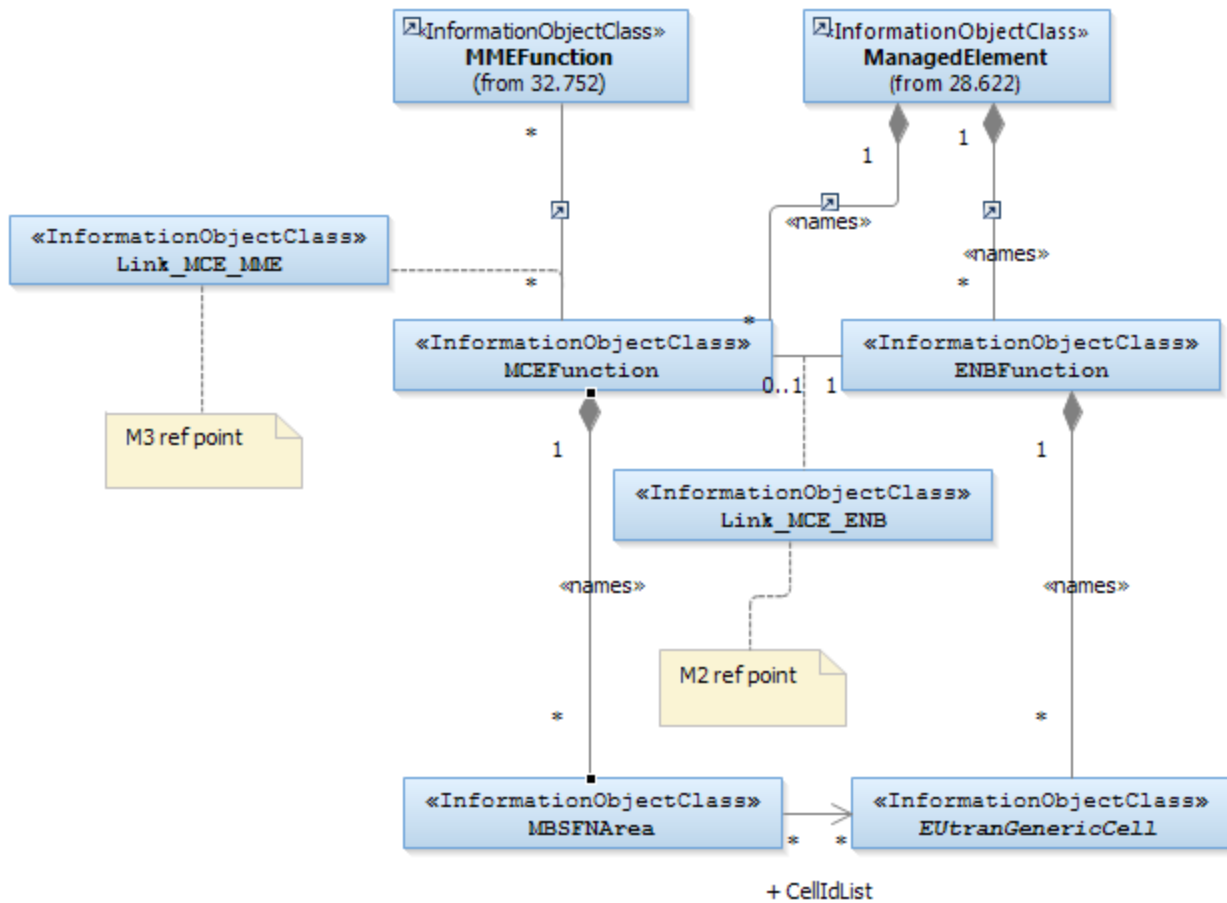 «InformationObjectClass»
MMEFunction
(from 32.752)
«InformationObjectClass»
ManagedElement
(from 28.622)
*
1
1
«names»
«InformationObjectClass»
Link_MCE_MME
«names»
*
*
*
«InformationObjectClass»
MCEFunction
«InformationObjectClass»
ENBFunction
0..1
1
M3 ref point
1
1
«InformationObjectClass»
Link_MCE_ENB
«names»
«names»
M2 ref point
*
*
«InformationObjectClass»
MBSFNArea
«InformationObjectClass»
EUtranGenericCell
*
*
+ CellIdList